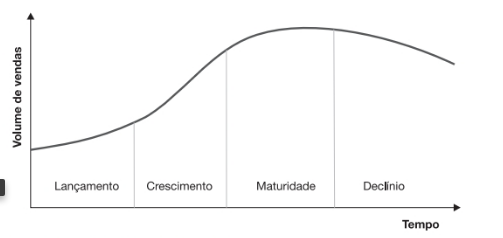 Volume de vendas
Lançamento
Crescimento
Maturidade
Declínio
Tempo